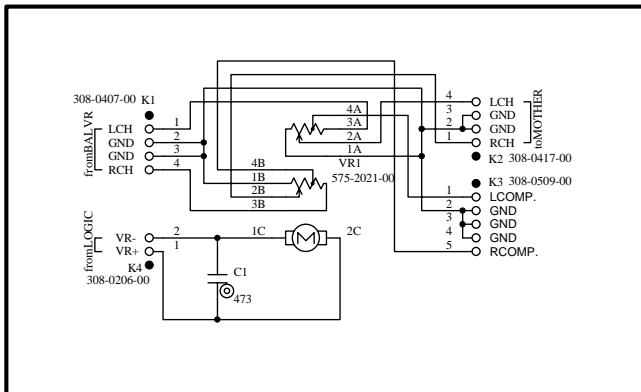 308-0407-00 K1
fromBALVR
LCH 1
GND 2
GND 3
RCH 4
4A
3A
2A
1A
VR1
575-2021-00
4B
1B
2B
3B
4 LCH
3 GND
2 GND
1 RCH
toMOTHER
K2 308-0417-00
K3 308-0509-00
1 LCOMP.
2 GND
3 GND
4 GND
5 RCOMP.
fromLOGIC
VR- 2
VR+ 1
K4
308-0206-00
1C
M
2C
C1
473